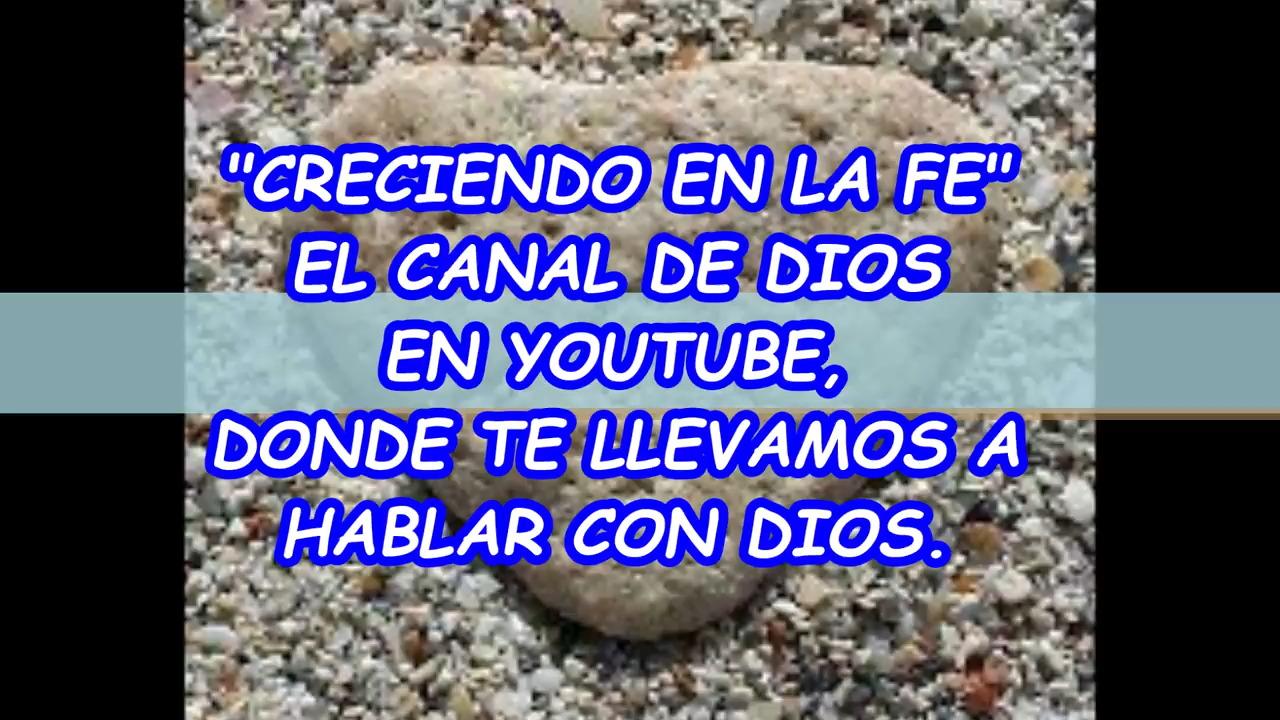 "CRECIENDO EN LA FE"
EL CANAL DE DIOS
EN YOUTUBE,
DONDE TE LLEVAMOS A
HABLAR CON DIOS.